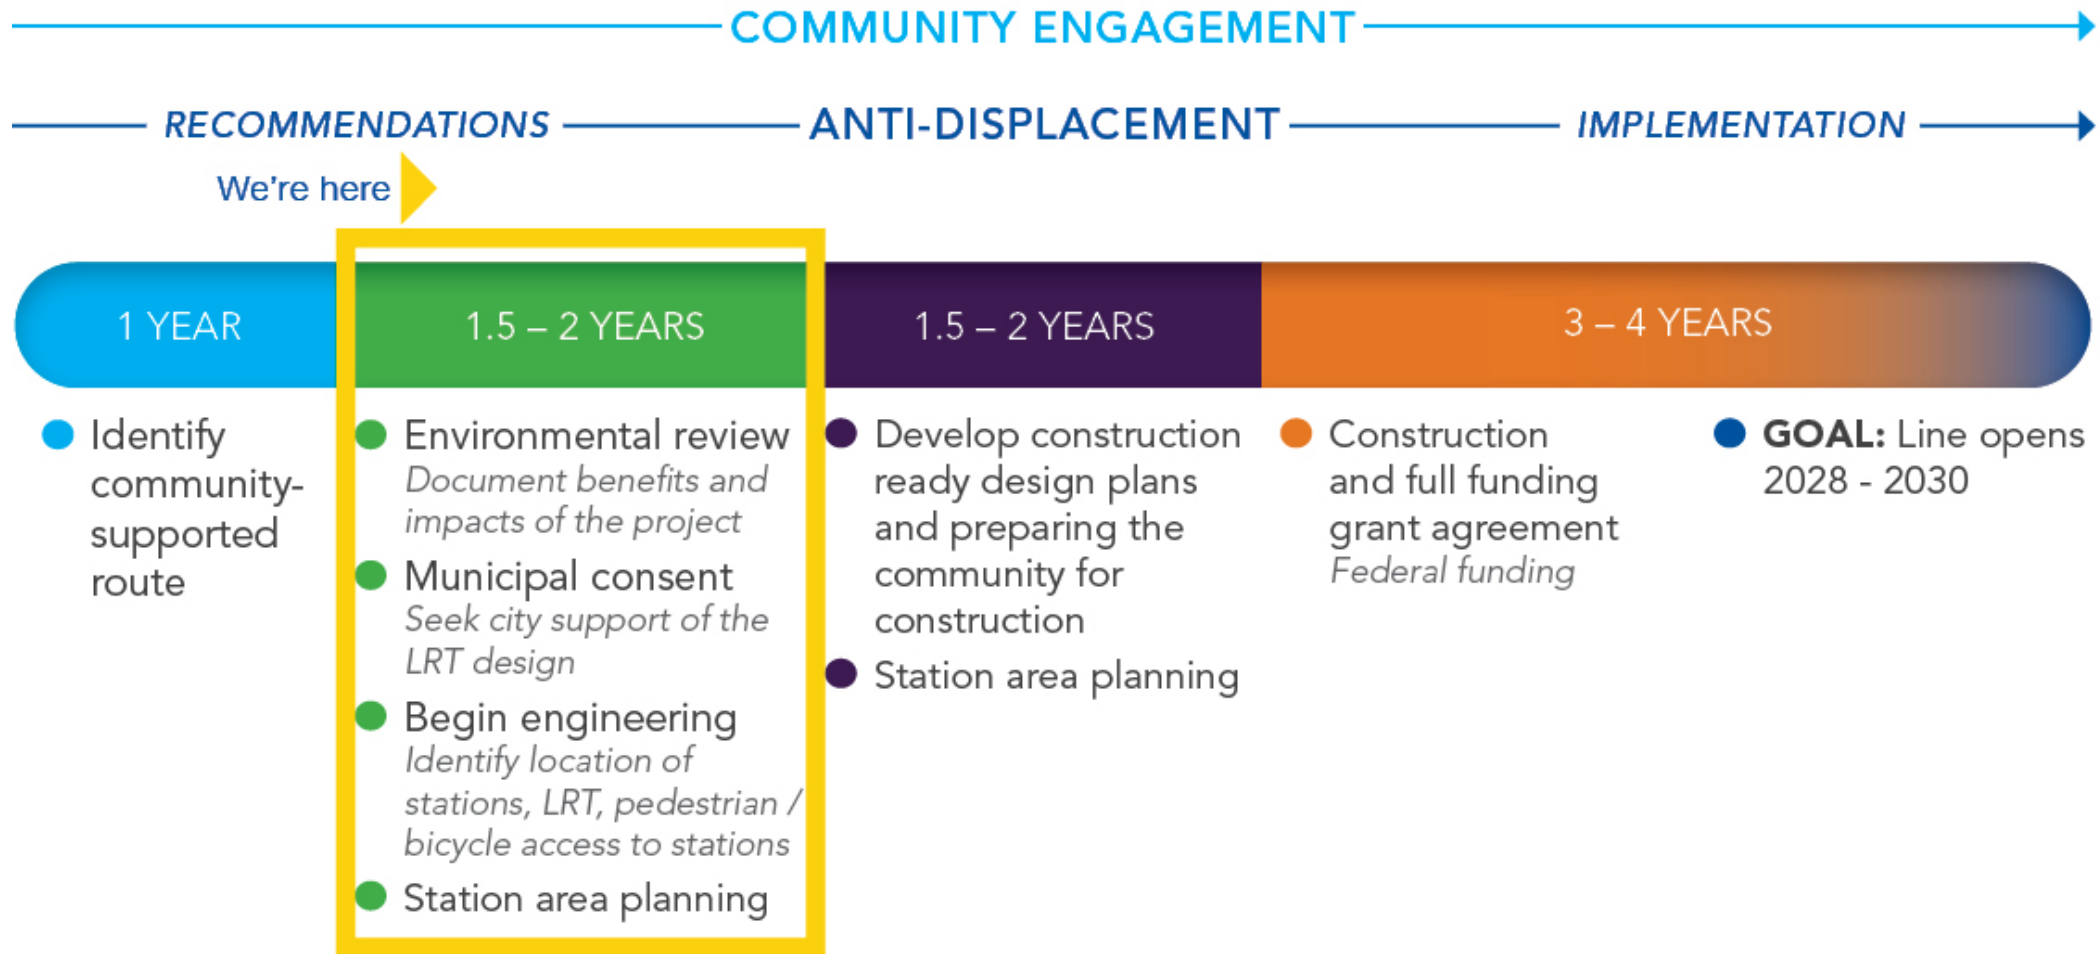 COMMUNITY ENGAGEMENT
RECOMMENDATIONS
ANTI-DISPLACEMENT
IMPLEMENTATION
We're here
1 YEAR
1.5 – 2 YEARS
1.5 – 2 YEARS
3 – 4 YEARS
Identify
community-
supported
route
Environmental review
Document benefits and
impacts of the project
Municipal consent
Seek city support of the
LRT design
Begin engineering
Identify location of
stations, LRT, pedestrian /
bicycle access to stations
Station area planning
Develop construction
ready design plans
and preparing the
community for
construction
Station area planning
Construction
and full funding
grant agreement
Federal funding
GOAL: Line opens
2028 - 2030